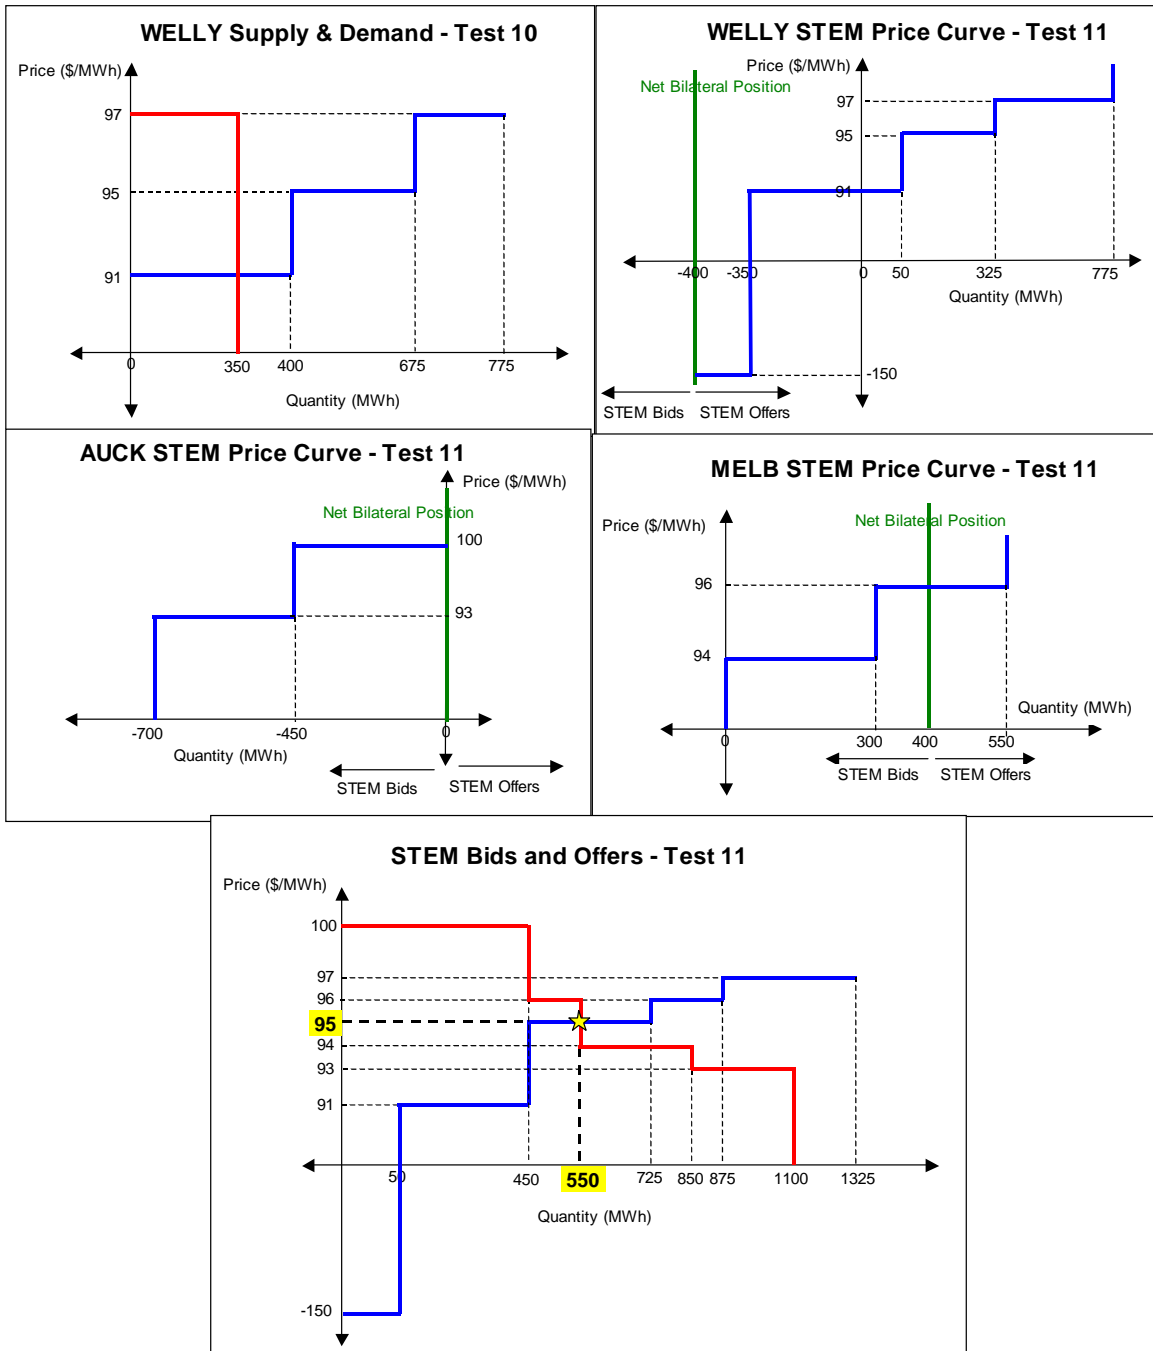 WELLY Supply & Demand - Test 10
Price ($/MWh)
97
95
91
0
350
400
675
775
Quantity (MWh)
WELLY STEM Price Curve - Test 11
Price ($/MWh)
Net Bilateral Position
97
95
91
-400
-350
0
50
325
775
Quantity (MWh)
-150
STEM Bids
STEM Offers
AUCK STEM Price Curve - Test 11
Price ($/MWh)
Net Bilateral Position
100
93
-700
-450
0
Quantity (MWh)
STEM Bids
STEM Offers
MELB STEM Price Curve - Test 11
Net Bilateral Position
Price ($/MWh)
96
94
Quantity (MWh)
0
300
400
550
STEM Bids
STEM Offers
STEM Bids and Offers - Test 11
Price ($/MWh)
100
97
96
95
94
93
91
50
450
550
725
850
875
1100
1325
Quantity (MWh)
-150